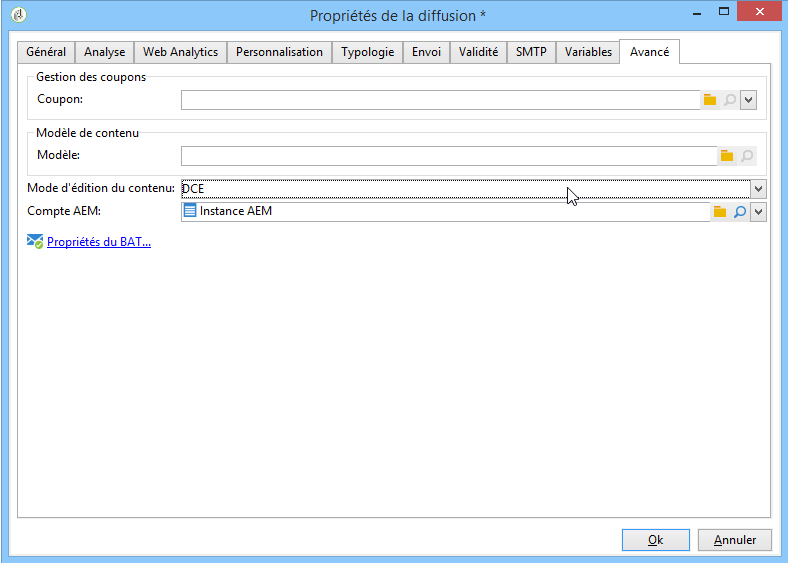 Propriétés de la diffusion *
Général Analyse Web Analytics Personnalisation Typologie Envoi Validité SMTP Variables Avancé
Gestion des coupons
Coupon:
Modèle de contenu
Modèle:
Mode d'édition du contenu: DCE
Compte AEM: Instance AEM
Propriétés du BAT...
Ok Annuler